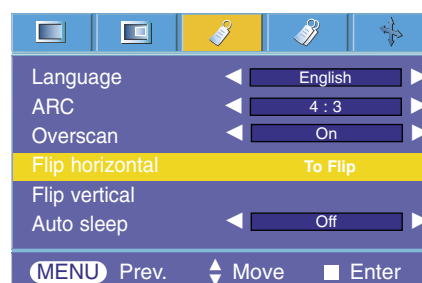 Language English
ARC 4 : 3
Overscan On
Flip horizontal To Flip
Flip vertical
Auto sleep Off
MENU Prev. Move Enter